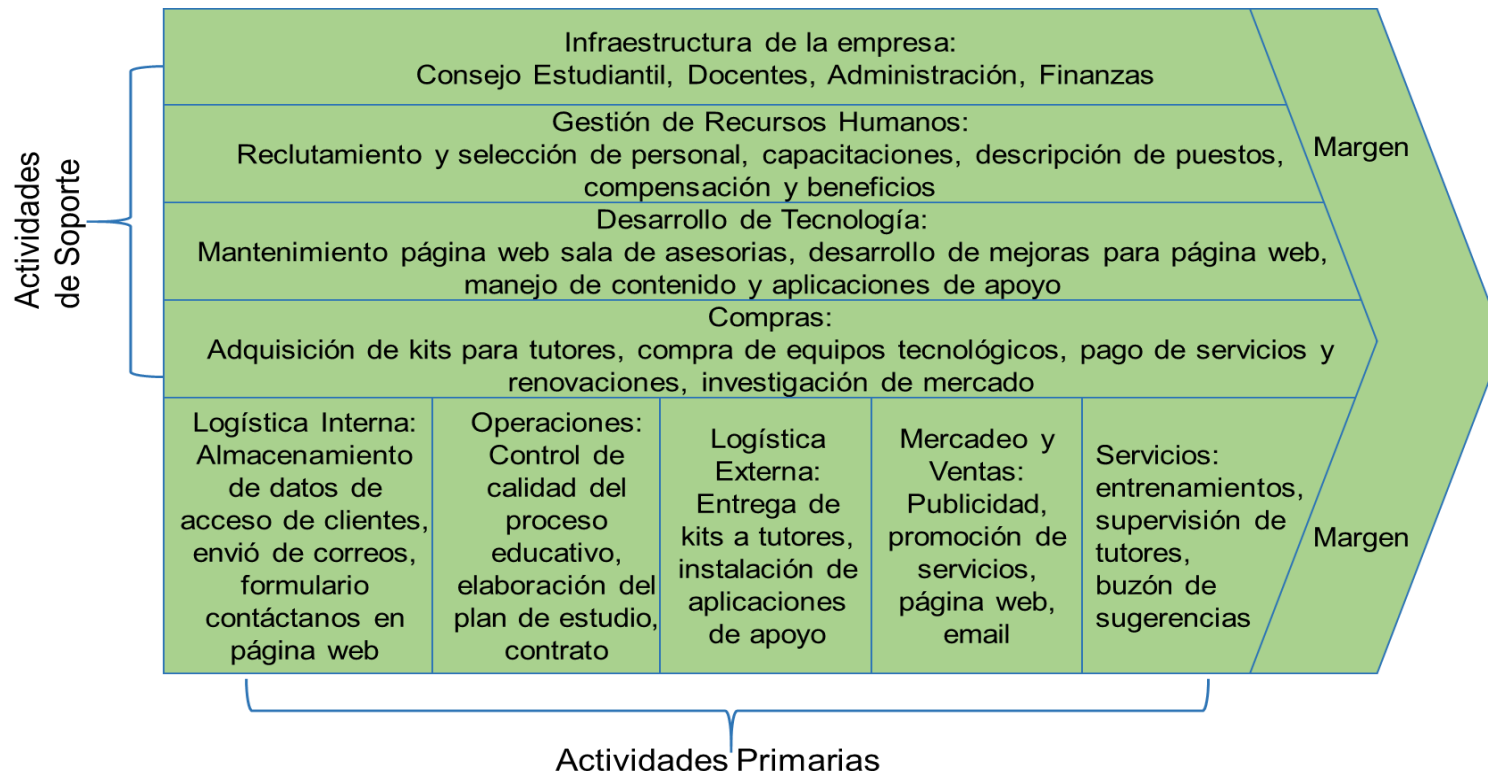 Infraestructura de la empresa:
Consejo Estudiantil, Docentes, Administración, Finanzas
Gestión de Recursos Humanos:
Reclutamiento y selección de personal, capacitaciones, descripción de puestos,
compensación y beneficios
Desarrollo de Tecnología:
Mantenimiento página web sala de asesorias, desarrollo de mejoras para página web,
manejo de contenido y aplicaciones de apoyo
Compras:
Adquisición de kits para tutores, compra de equipos tecnológicos, pago de servicios y
renovaciones, investigación de mercado
Actividades
de Soporte
Margen
Logística Interna:
Almacenamiento
de datos de
acceso de clientes,
envió de correos,
formulario
contáctanos en
página web
Operaciones:
Control de
calidad del
proceso
educativo,
elaboración del
plan de estudio,
contrato
Logística
Externa:
Entrega de
kits a tutores,
instalación de
aplicaciones
de apoyo
Mercadeo y
Ventas:
Publicidad,
promoción de
servicios,
página web,
email
Servicios:
entrenamientos,
supervisión de
tutores,
buzón de
sugerencias
Margen
Actividades Primarias